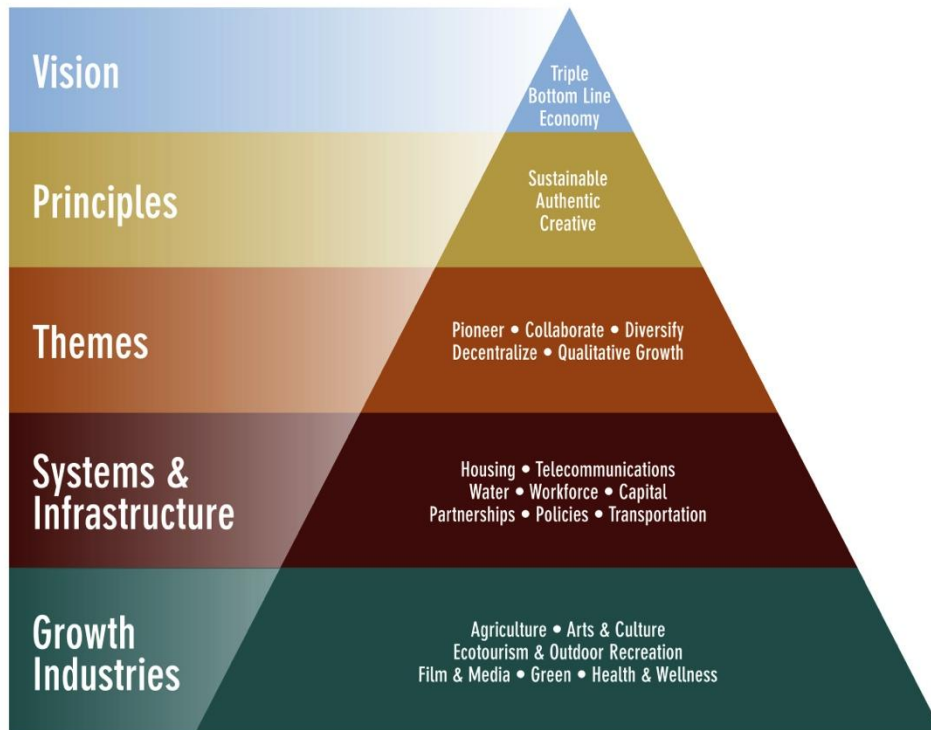 Vision
Triple
Bottom Line
Economy
Principles
Sustainable
Authentic
Creative
Themes
Pioneer • Collaborate • Diversify
Decentralize • Qualitative Growth
Systems &
Infrastructure
Housing • Telecommunications
Water • Workforce • Capital
Partnerships • Policies • Transportation
Growth
Industries
Agriculture • Arts & Culture
Ecotourism & Outdoor Recreation
Film & Media • Green • Health & Wellness